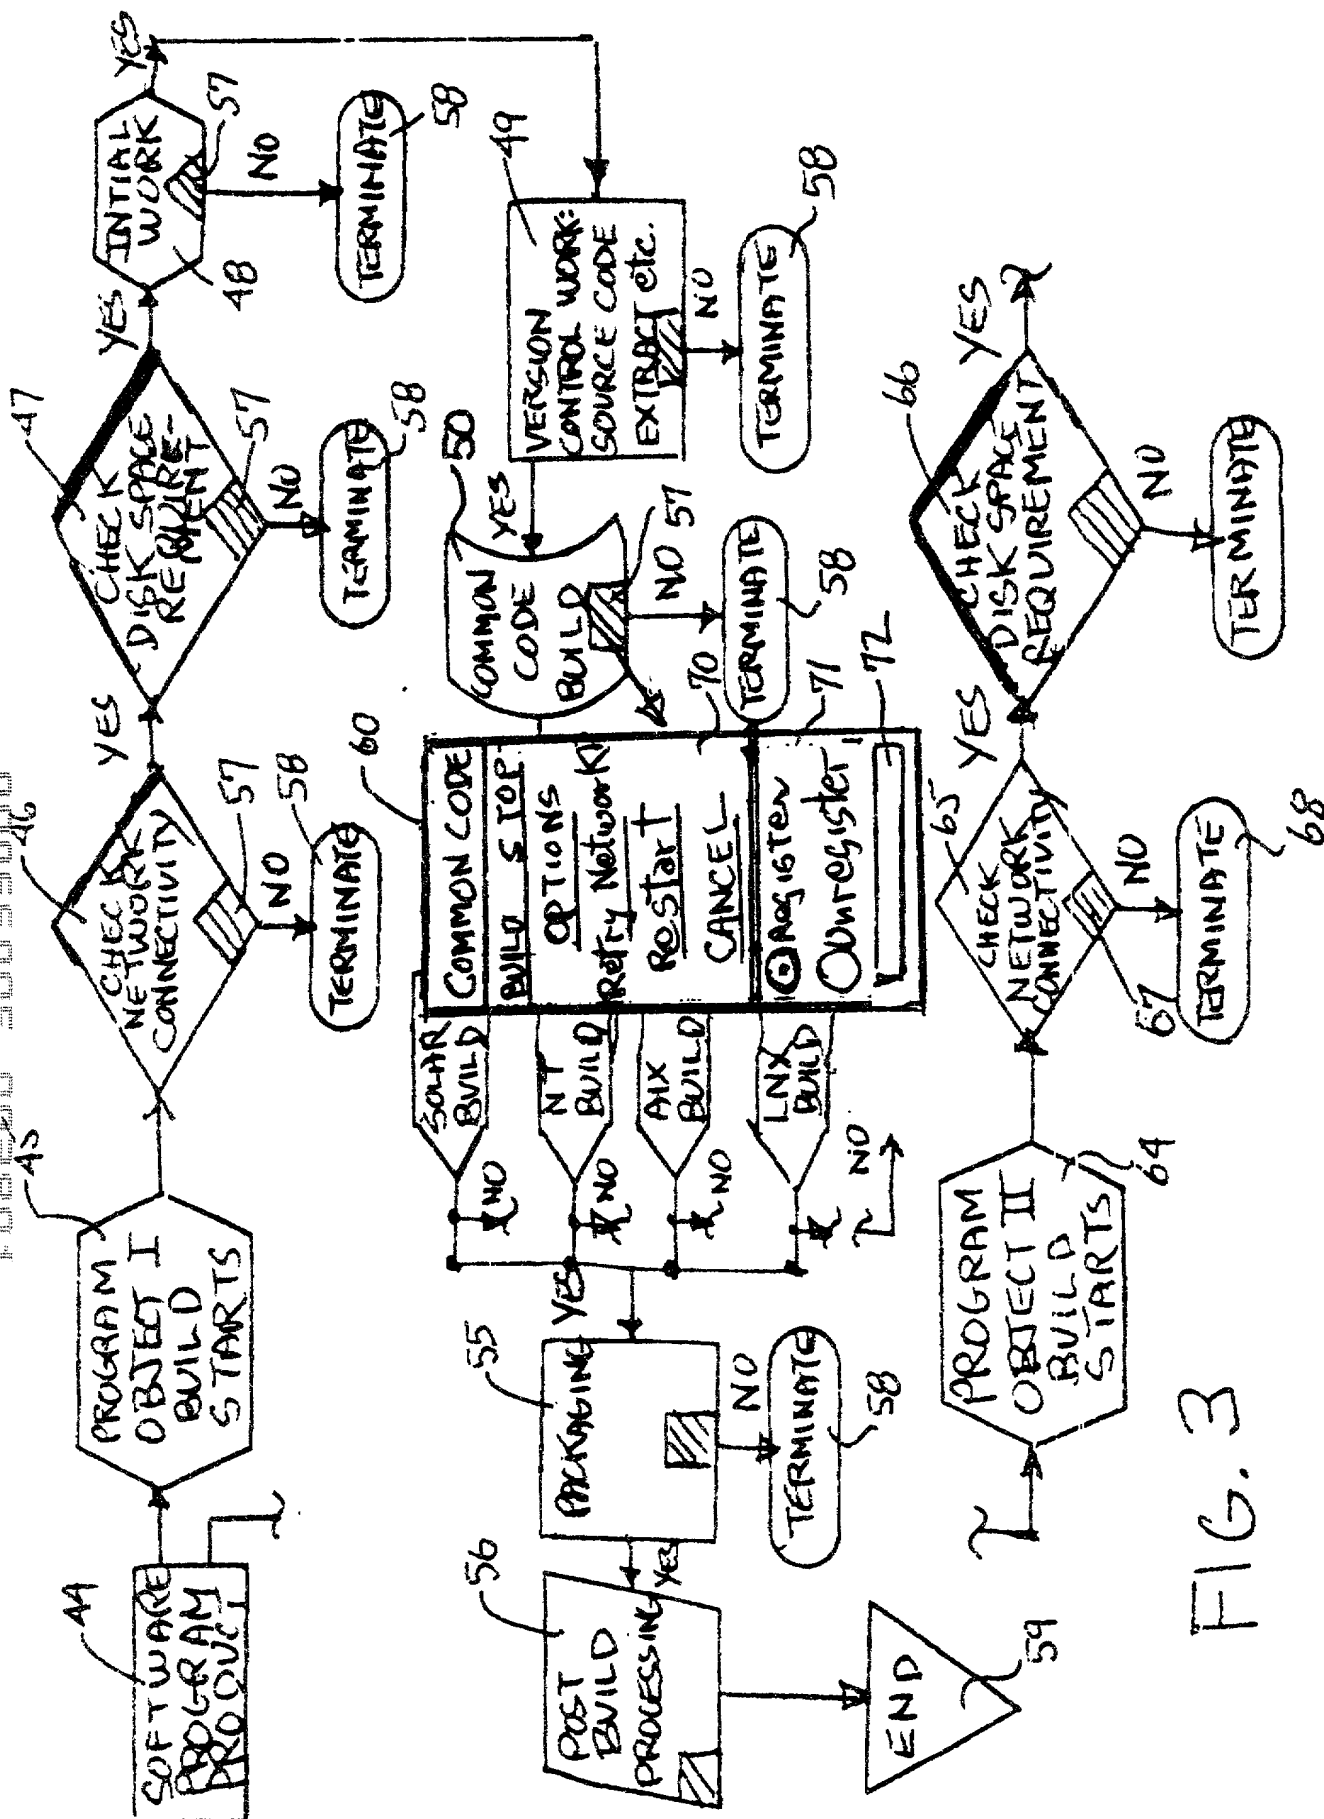 44
SOFTWARE
PROGRAM
PRODUCT
45
PROGRAM
OBJECT I
BUILD
STARTS
46
CHECK
NETWORK
CONNECTIVITY
57
NO
TERMINATE
58
YES
47
CHECK
DISK SPACE
REQUIRE-
MENT
57
NO
TERMINATE
58
YES
INTIAL
WORK
48
57
NO
TERMINATE
58
YES
49
VERSION
CONTROL WORK:
SOURCE CODE
EXTRACT etc.
NO
TERMINATE
58
YES
50
COMMON
CODE
BUILD
57
NO
TERMINATE
58
60
COMMON CODE
BUILD STOP
OPTIONS
Retry Network
Restart
CANCEL
70
Register
Unregister
71
72
SOLAR
BUILD
NO
NT
BUILD
NO
AIX
BUILD
NO
LNX
BUILD
NO
YES
55
PACKAGING
NO
TERMINATE
58
YES
56
POST
BUILD
PROCESSING
END
59
PROGRAM
OBJECT II
BUILD
STARTS
64
65
CHECK
NETWORK
CONNECTIVITY
67
NO
TERMINATE
68
YES
66
CHECK
DISK SPACE
REQUIREMENT
NO
TERMINATE
YES
FIG. 3